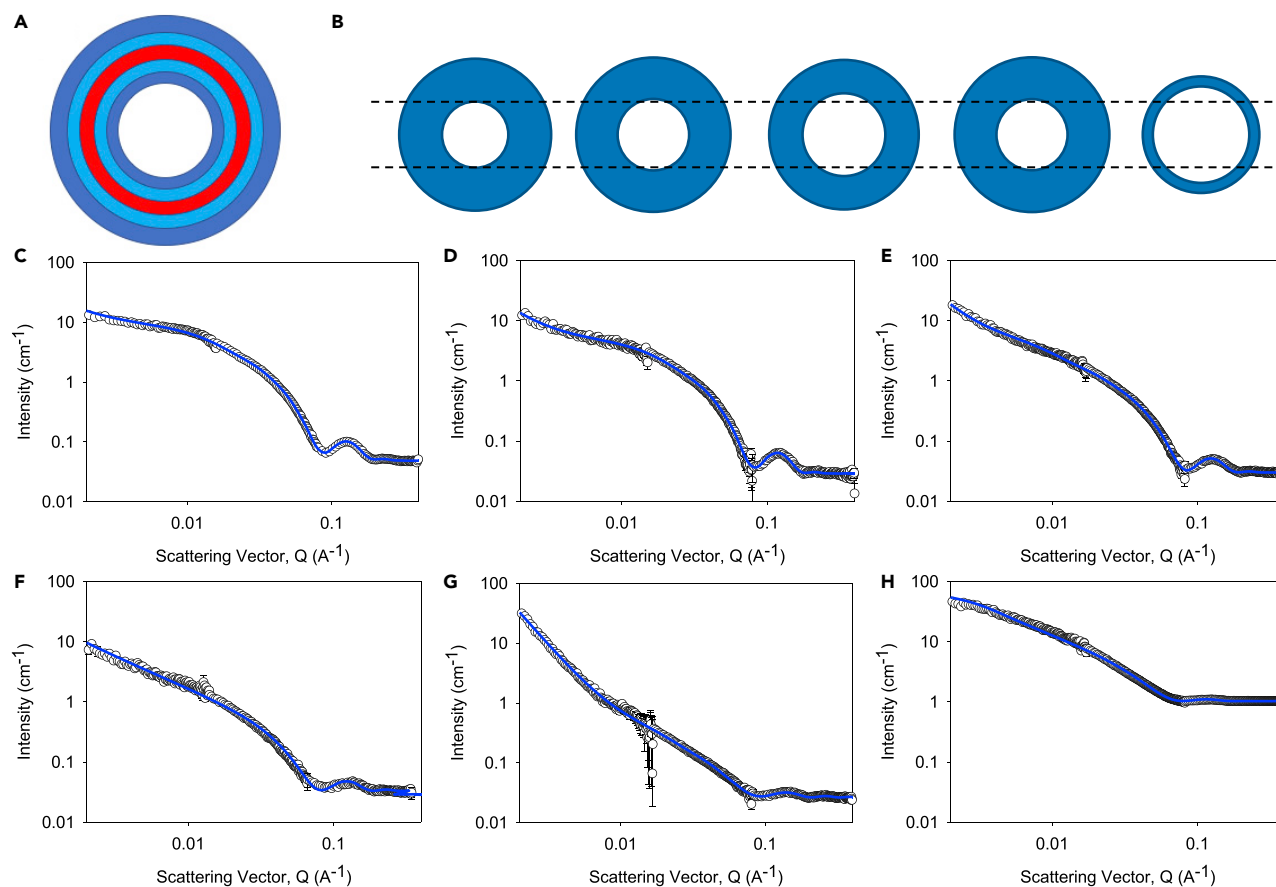 A
B
C
100
10
1
0.1
0.01
Intensity (cm-1)
0.01
0.1
Scattering Vector, Q (A-1)
D
100
10
1
0.1
0.01
Intensity (cm-1)
0.01
0.1
Scattering Vector, Q (A-1)
E
100
10
1
0.1
0.01
Intensity (cm-1)
0.01
0.1
Scattering Vector, Q (A-1)
F
100
10
1
0.1
0.01
Intensity (cm-1)
0.01
0.1
Scattering Vector, Q (A-1)
G
100
10
1
0.1
0.01
Intensity (cm-1)
0.01
0.1
Scattering Vector, Q (A-1)
H
100
10
1
0.1
0.01
Intensity (cm-1)
0.01
0.1
Scattering Vector, Q (A-1)